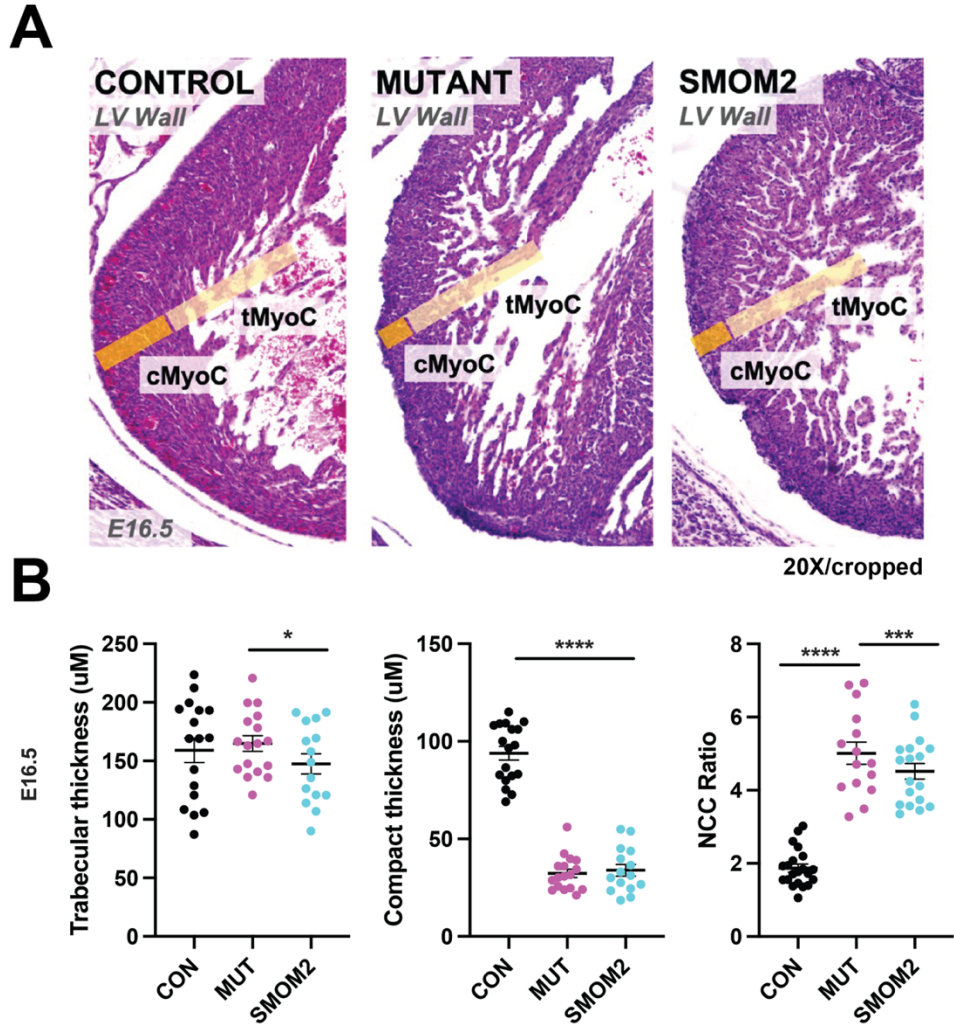 A
CONTROL
LV Wall
MUTANT
LV Wall
SMOM2
LV Wall
tMyoC
cMyoC
tMyoC
cMyoC
tMyoC
cMyoC
E16.5
20X/cropped
B
E16.5
Trabecular thickness (uM)
250
200
150
100
50
0
*
CON
MUT
SMOM2
Compact thickness (uM)
150
100
50
0
****
CON
MUT
SMOM2
NCC Ratio
8
6
4
2
0
****
***
CON
MUT
SMOM2